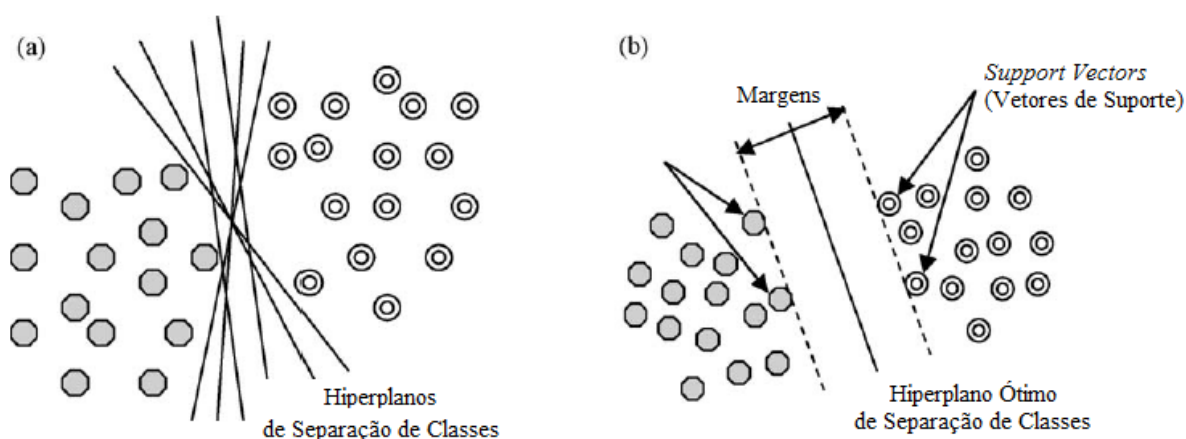 (a)
Hiperplanos
de Separação de Classes
(b)
Margens
Support Vectors
(Vetores de Suporte)
Hiperplano Ótimo
de Separação de Classes